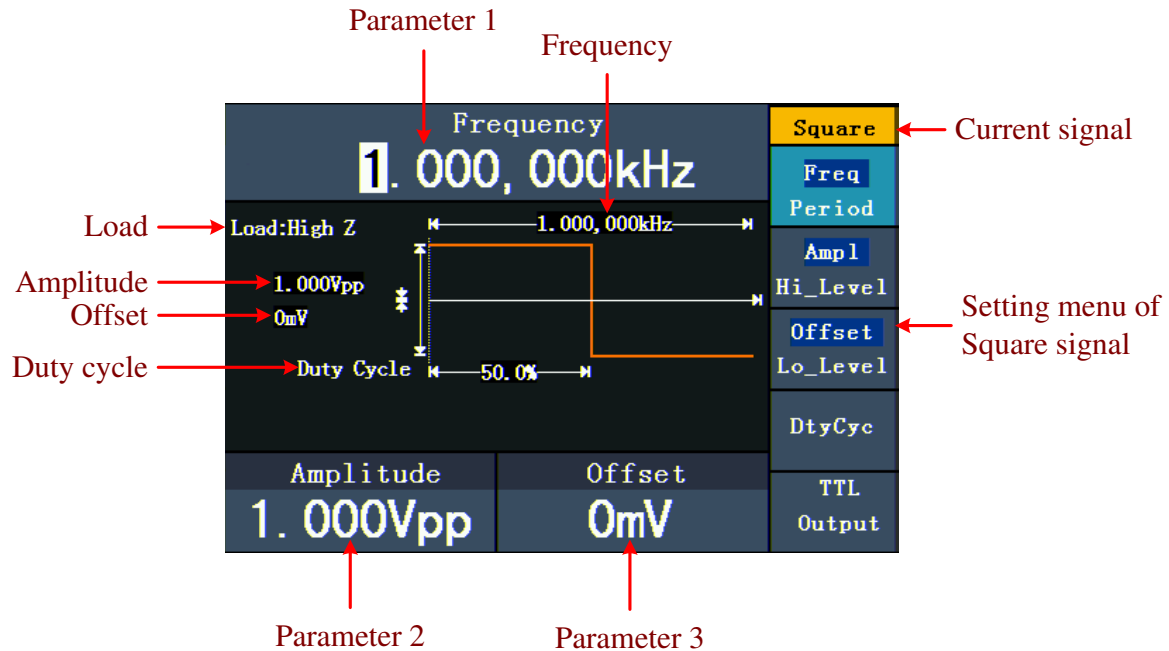 Parameter 1
Frequency
Frequency
1. 000, 000kHz
Square
Current signal
Freq
Period
Load
Load:High Z
1. 000, 000kHz
Ampl
Hi_Level
Amplitude
1. 000Vpp
Offset
0mV
Offset
Lo_Level
Setting menu of
Square signal
Duty cycle
Duty Cycle
50. 0%
DtyCyc
Amplitude
1. 000Vpp
Offset
0mV
TTL
Output
Parameter 2
Parameter 3